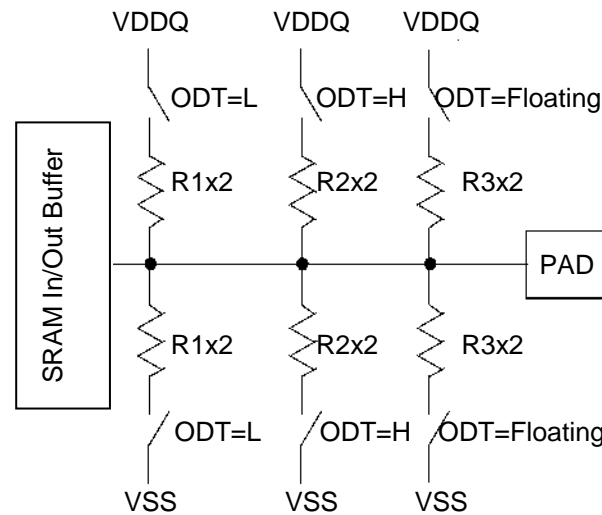 VDDQ VDDQ VDDQ
ODT=L ODT=H ODT=Floating
R1x2 R2x2 R3x2
SRAM In/Out Buffer
PAD
R1x2 R2x2 R3x2
ODT=L ODT=H ODT=Floating
VSS VSS VSS